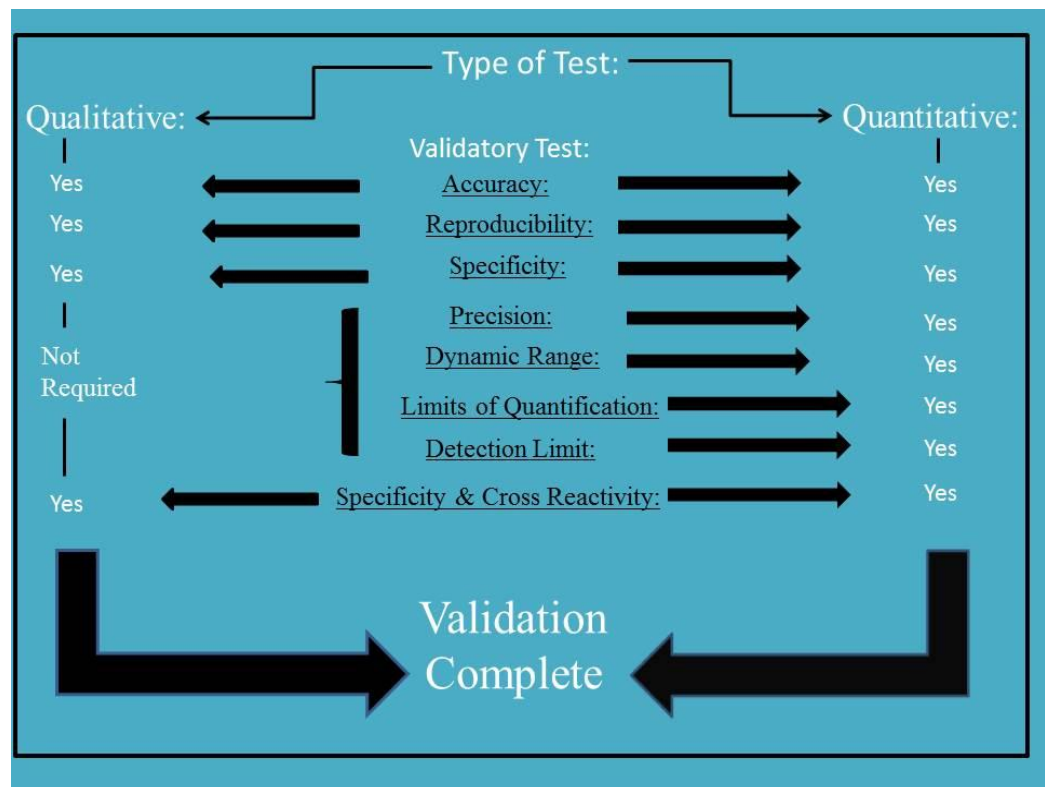 Type of Test:
Qualitative:
Quantitative:
Validatory Test:
Yes
Accuracy:
Yes
Yes
Reproducibility:
Yes
Yes
Specificity:
Yes
Precision:
Yes
Not
Required
Dynamic Range:
Yes
Limits of Quantification:
Yes
Detection Limit:
Yes
Yes
Specificity & Cross Reactivity:
Yes
Validation
Complete